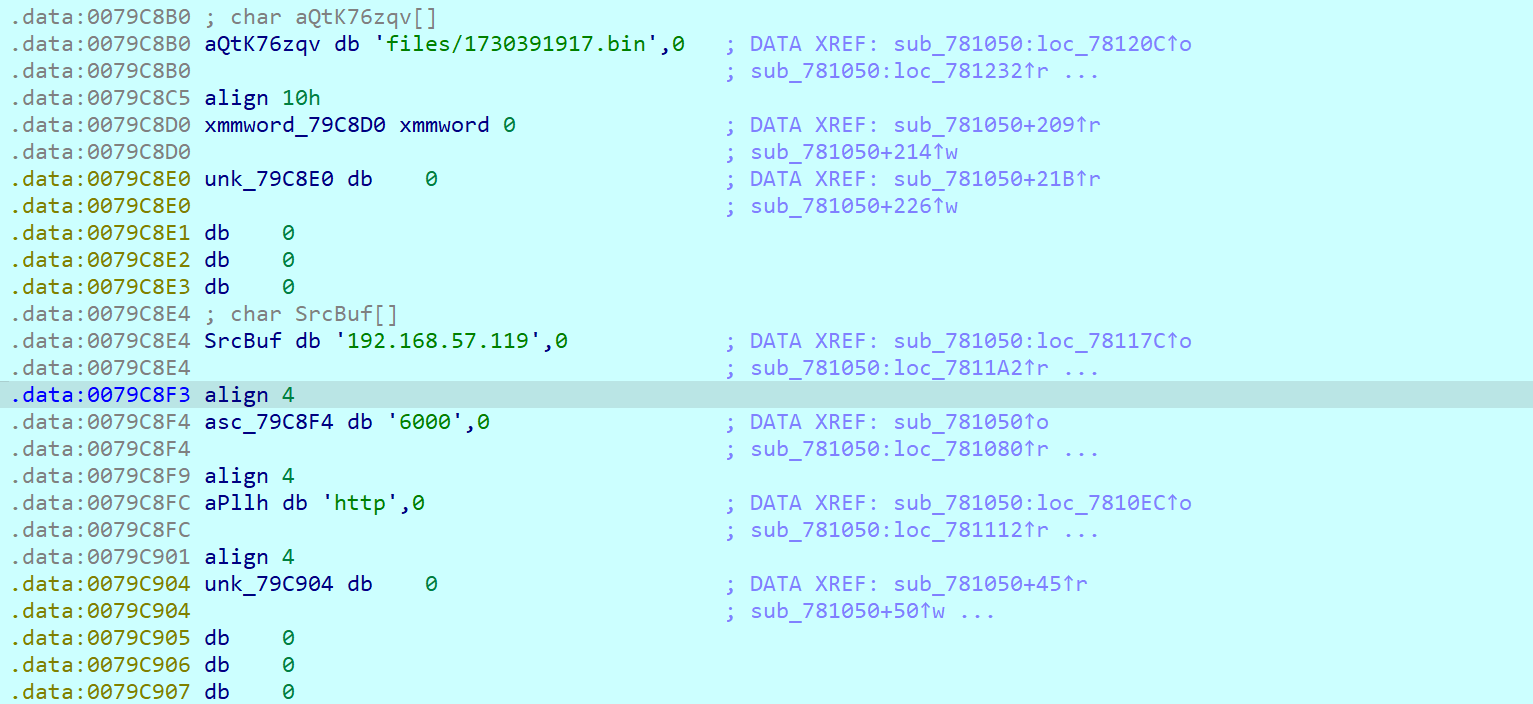 .data:0079C8B0 ; char aQtK76zqv[]
.data:0079C8B0 aQtK76zqv db 'files/1730391917.bin',0 ; DATA XREF: sub_781050:loc_78120C↑o
.data:0079C8B0 ; sub_781050:loc_781232↑r ...
.data:0079C8C5 align 10h
.data:0079C8D0 xmmword_79C8D0 xmmword 0 ; DATA XREF: sub_781050+209↑r
.data:0079C8D0 ; sub_781050+214↑w
.data:0079C8E0 unk_79C8E0 db 0 ; DATA XREF: sub_781050+21B↑r
.data:0079C8E0 ; sub_781050+226↑w
.data:0079C8E1 db 0
.data:0079C8E2 db 0
.data:0079C8E3 db 0
.data:0079C8E4 ; char SrcBuf[]
.data:0079C8E4 SrcBuf db '192.168.57.119',0 ; DATA XREF: sub_781050:loc_78117C↑o
.data:0079C8E4 ; sub_781050:loc_7811A2↑r ...
.data:0079C8F3 align 4
.data:0079C8F4 asc_79C8F4 db '6000',0 ; DATA XREF: sub_781050↑o
.data:0079C8F4 ; sub_781050:loc_781080↑r ...
.data:0079C8F9 align 4
.data:0079C8FC aPllh db 'http',0 ; DATA XREF: sub_781050:loc_7810EC↑o
.data:0079C8FC ; sub_781050:loc_781112↑r ...
.data:0079C901 align 4
.data:0079C904 unk_79C904 db 0 ; DATA XREF: sub_781050+45↑r
.data:0079C904 ; sub_781050+50↑w ...
.data:0079C905 db 0
.data:0079C906 db 0
.data:0079C907 db 0